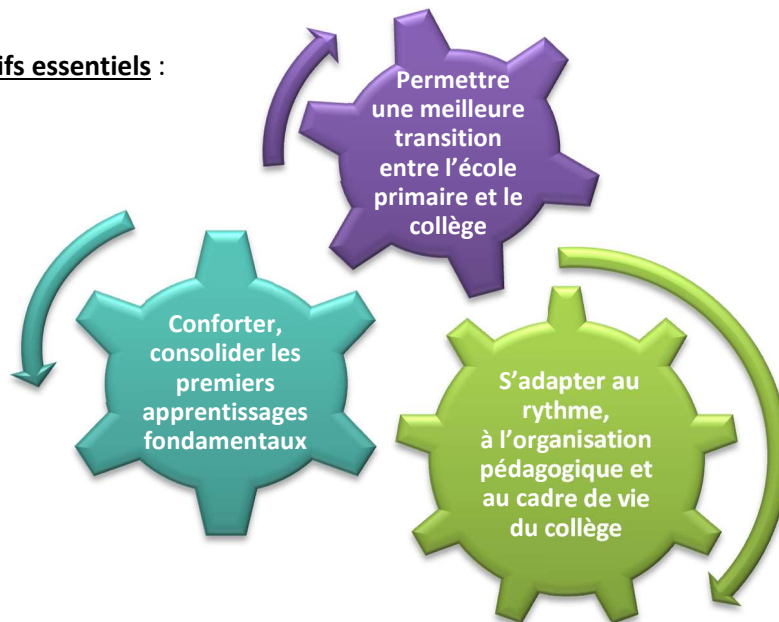 ifs essentiels :
Permettre
une meilleure
transition
entre l’école
primaire et le
collège
Conforter,
consolider les
premiers
apprentissages
fondamentaux
S’adapter au
rythme,
à l’organisation
pédagogique et
au cadre de vie
du collège